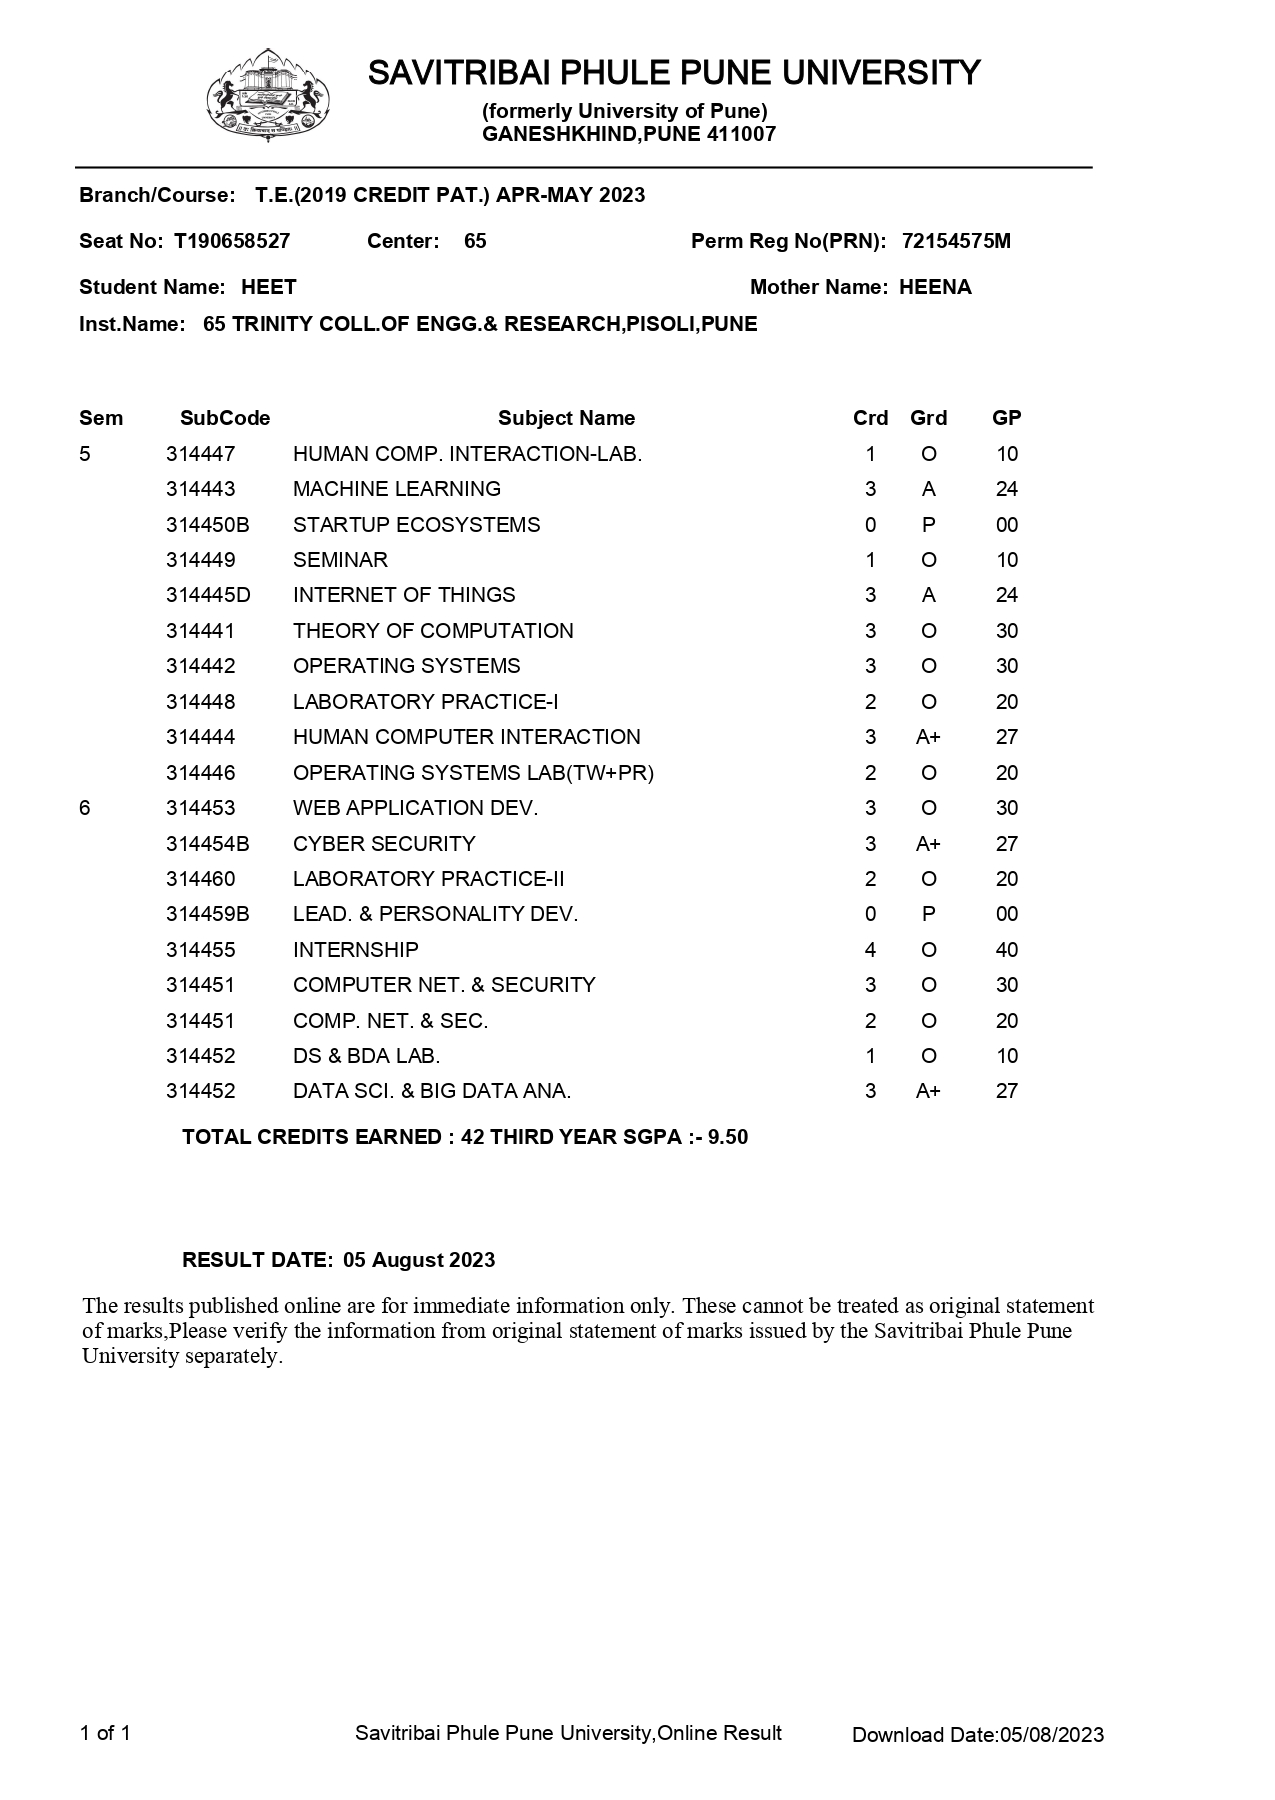 SAVITRIBAI PHULE PUNE UNIVERSITY
(formerly University of Pune)
GANESHKHIND,PUNE 411007
Branch/Course: T.E.(2019 CREDIT PAT.) APR-MAY 2023
Seat No: T190658527 Center: 65 Perm Reg No(PRN): 72154575M
Student Name: HEET Mother Name: HEENA
Inst.Name: 65 TRINITY COLL.OF ENGG.& RESEARCH,PISOLI,PUNE
Sem SubCode Subject Name Crd Grd GP
5 314447 HUMAN COMP. INTERACTION-LAB. 1 O 10
314443 MACHINE LEARNING 3 A 24
314450B STARTUP ECOSYSTEMS 0 P 00
314449 SEMINAR 1 O 10
314445D INTERNET OF THINGS 3 A 24
314441 THEORY OF COMPUTATION 3 O 30
314442 OPERATING SYSTEMS 3 O 30
314448 LABORATORY PRACTICE-I 2 O 20
314444 HUMAN COMPUTER INTERACTION 3 A+ 27
314446 OPERATING SYSTEMS LAB(TW+PR) 2 O 20
6 314453 WEB APPLICATION DEV. 3 O 30
314454B CYBER SECURITY 3 A+ 27
314460 LABORATORY PRACTICE-II 2 O 20
314459B LEAD. & PERSONALITY DEV. 0 P 00
314455 INTERNSHIP 4 O 40
314451 COMPUTER NET. & SECURITY 3 O 30
314451 COMP. NET. & SEC. 2 O 20
314452 DS & BDA LAB. 1 O 10
314452 DATA SCI. & BIG DATA ANA. 3 A+ 27
TOTAL CREDITS EARNED : 42 THIRD YEAR SGPA :- 9.50
RESULT DATE: 05 August 2023
The results published online are for immediate information only. These cannot be treated as original statement
of marks,Please verify the information from original statement of marks issued by the Savitribai Phule Pune
University separately.
1 of 1 Savitribai Phule Pune University,Online Result Download Date:05/08/2023